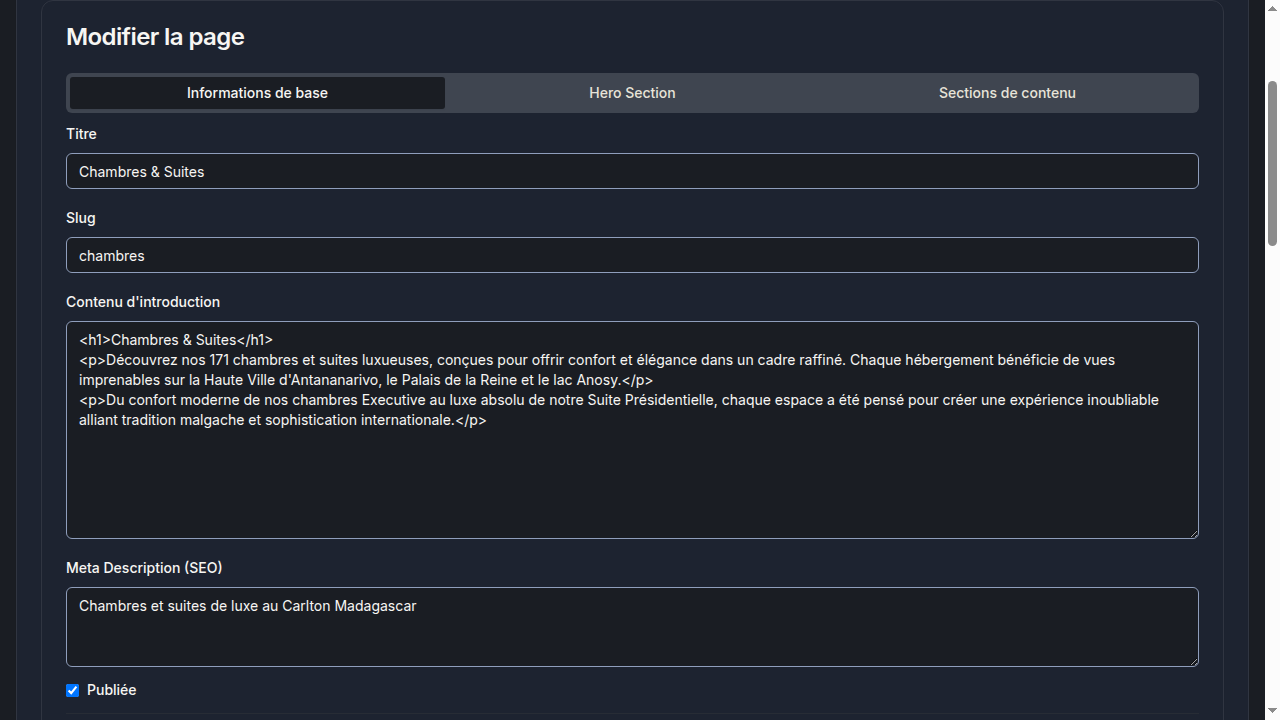 Modifier la page
Informations de base
Hero Section
Sections de contenu
Titre
Chambres & Suites
Slug
chambres
Contenu d'introduction
<h1>Chambres & Suites</h1>
<p>Découvrez nos 171 chambres et suites luxueuses, conçues pour offrir confort et élégance dans un cadre raffiné. Chaque hébergement bénéficie de vues
imprenables sur la Haute Ville d'Antananarivo, le Palais de la Reine et le lac Anosy.</p>
<p>Du confort moderne de nos chambres Executive au luxe absolu de notre Suite Présidentielle, chaque espace a été pensé pour créer une expérience inoubliable
alliant tradition malgache et sophistication internationale.</p>
Meta Description (SEO)
Chambres et suites de luxe au Carlton Madagascar
Publiée